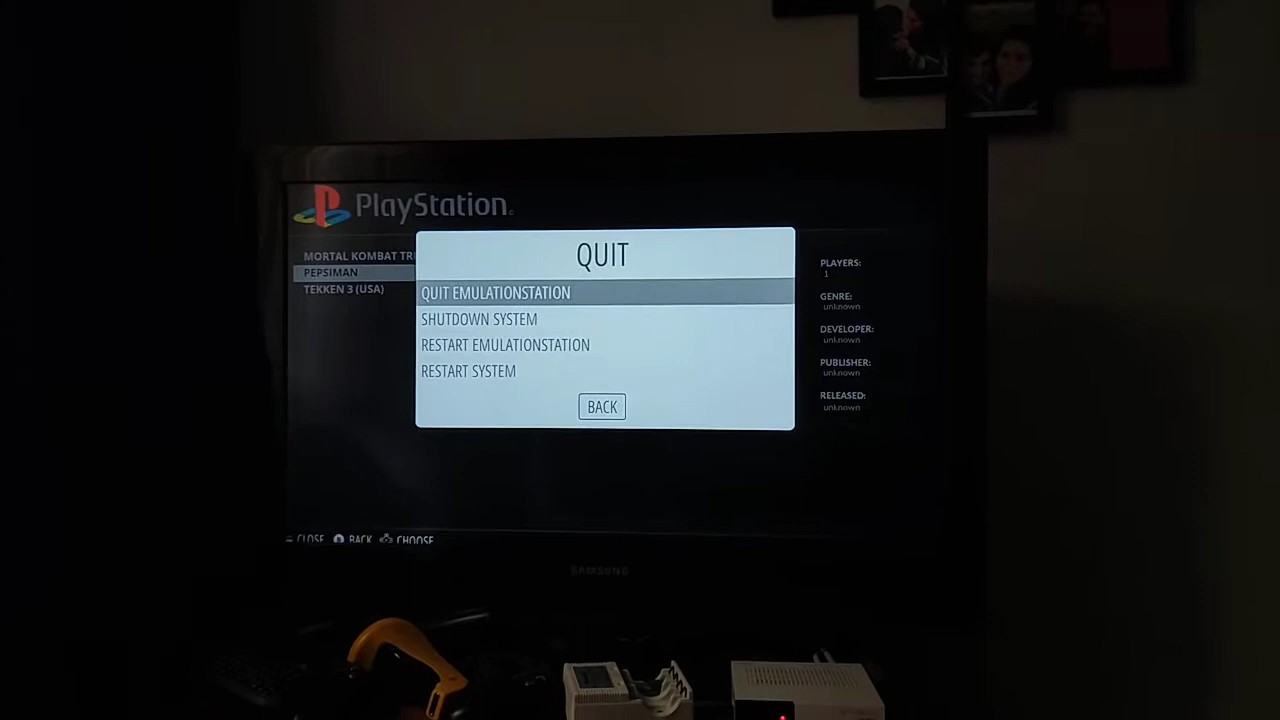 PlayStation
MORTAL KOMBAT TR
PEPSIMAN
TEKKEN 3 (USA)
QUIT
QUIT EMULATIONSTATION
SHUTDOWN SYSTEM
RESTART EMULATIONSTATION
RESTART SYSTEM
BACK
PLAYERS:
1
GENRE:
unknown
DEVELOPER:
unknown
PUBLISHER:
unknown
RELEASED:
unknown
CLOSE BACK CHOOSE
SAMSUNG